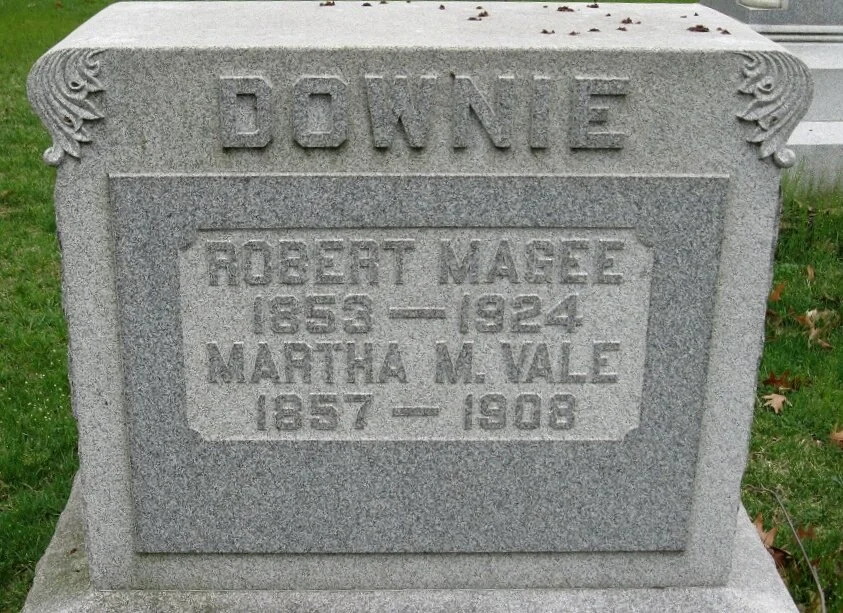 DOWNIE
ROBERT MAGEE
1853 — 1924
MARTHA M. VALE
1857 — 1908